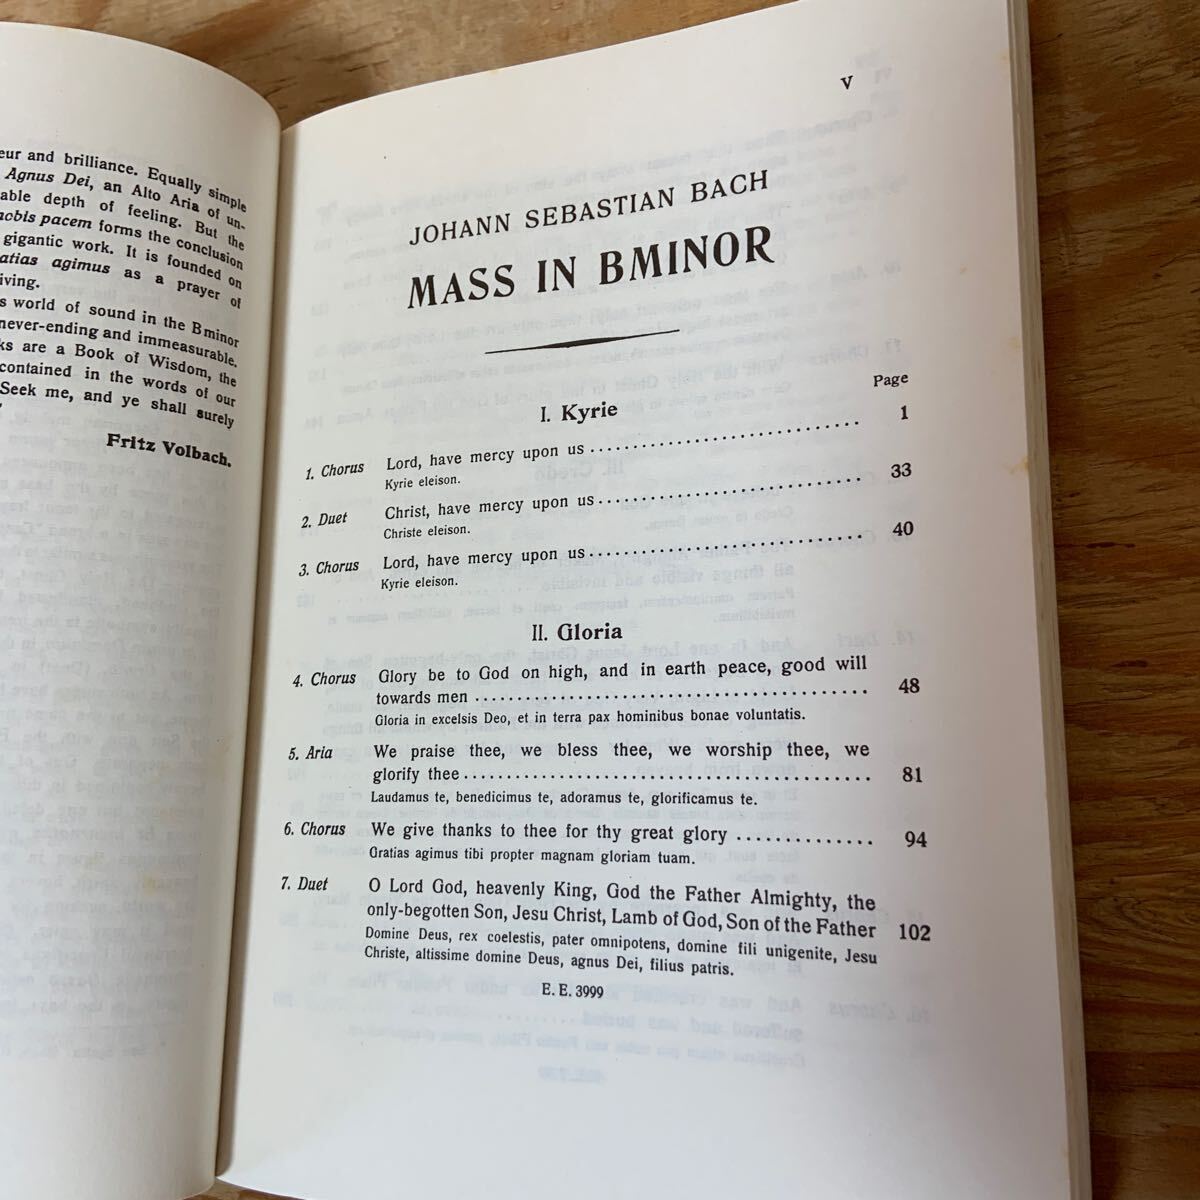 eur and brilliance. Equally simple
Agnus Dei, an Alto Aria of un-
able depth of feeling. But the
nobis pacem forms the conclusion
gigantic work. It is founded on
atias agimus as a prayer of
iving.
s world of sound in the B minor
never-ending and immeasurable.
ks are a Book of Wisdom, the
contained in the words of our
Seek me, and ye shall surely
Fritz Volbach.
V
JOHANN SEBASTIAN BACH
MASS IN B MINOR
Page
I. Kyrie
1. Chorus Lord, have mercy upon us 1
Kyrie eleison.
2. Duet Christ, have mercy upon us 33
Christe eleison.
3. Chorus Lord, have mercy upon us 40
Kyrie eleison.
II. Gloria
4. Chorus Glory be to God on high, and in earth peace, good will
towards men 48
Gloria in excelsis Deo, et in terra pax hominibus bonae voluntatis.
5. Aria We praise thee, we bless thee, we worship thee, we
glorify thee 81
Laudamus te, benedicimus te, adoramus te, glorificamus te.
6. Chorus We give thanks to thee for thy great glory 94
Gratias agimus tibi propter magnam gloriam tuam.
7. Duet O Lord God, heavenly King, God the Father Almighty, the
only-begotten Son, Jesu Christ, Lamb of God, Son of the Father 102
Domine Deus, rex coelestis, pater omnipotens, domine fili unigenite, Jesu
Christe, altissime domine Deus, agnus Dei, filius patris.
E. E. 3999